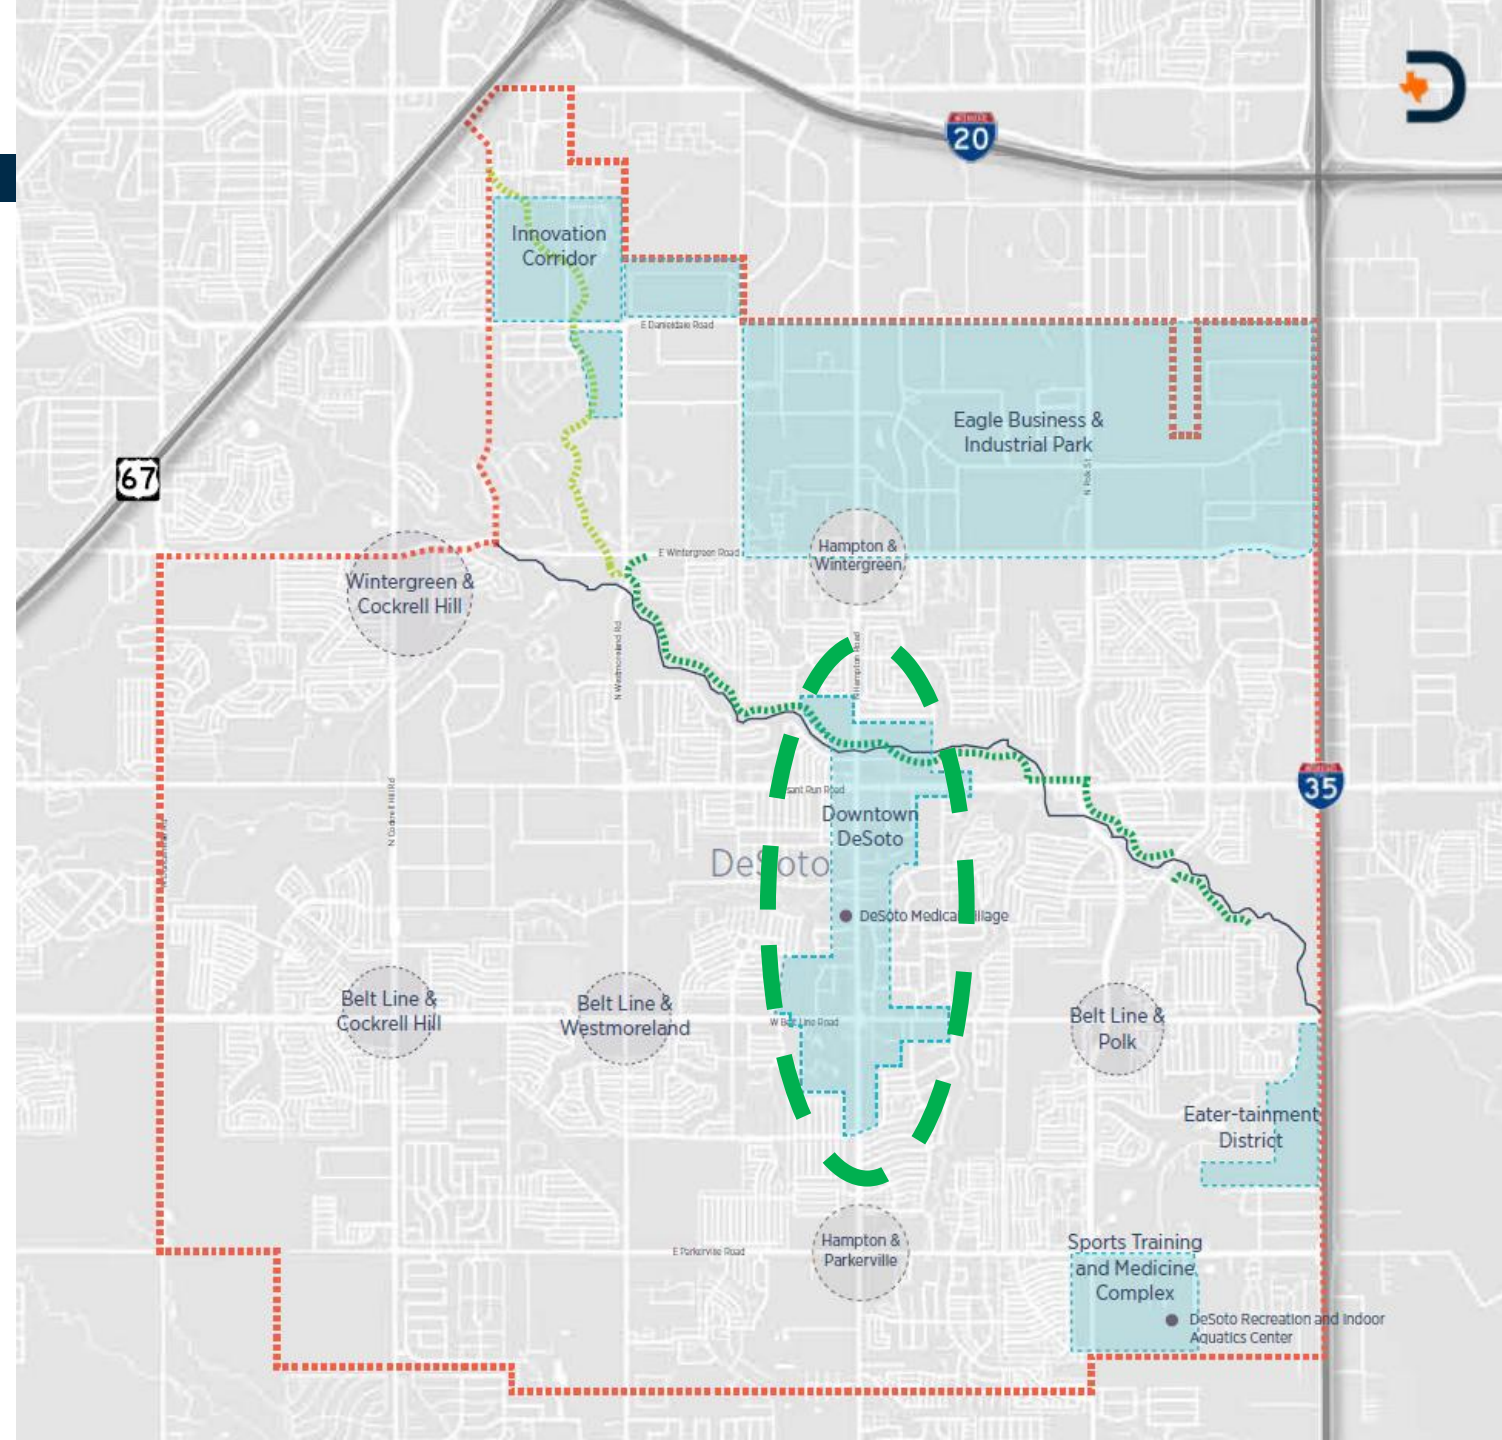 20
Innovation
Corridor
E Danieldale Road
Eagle Business &
Industrial Park
N Polk St
67
Hampton &
Wintergreen
E Wintergreen Road
Wintergreen &
Cockrell Hill
N Westmoreland Rd
N Hampton Road
35
N Cockrell Hill Rd
sant Run Road
Downtown
DeSoto
DeSoto
DeSoto Medical Village
Belt Line &
Cockrell Hill
Belt Line &
Westmoreland
W Belt Line Road
Belt Line &
Polk
Eater-tainment
District
Hampton &
Parkerville
E Parkerville Road
Sports Training
and Medicine
Complex
DeSoto Recreation and Indoor
Aquatics Center